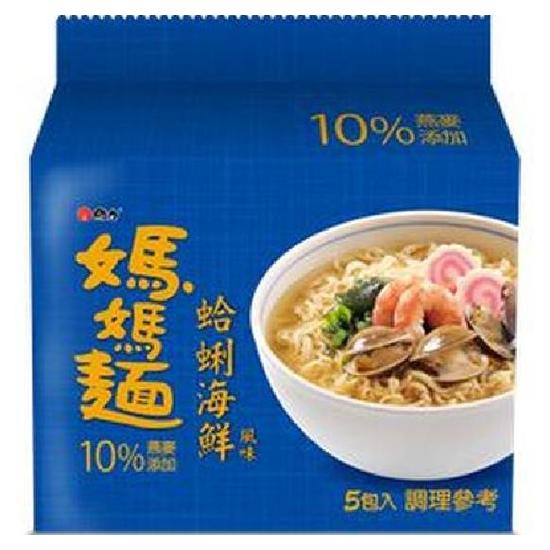 10% 燕麥
添加
媽媽麵
蛤蜊海鮮
風味
10% 燕麥
添加
5包入 調理參考